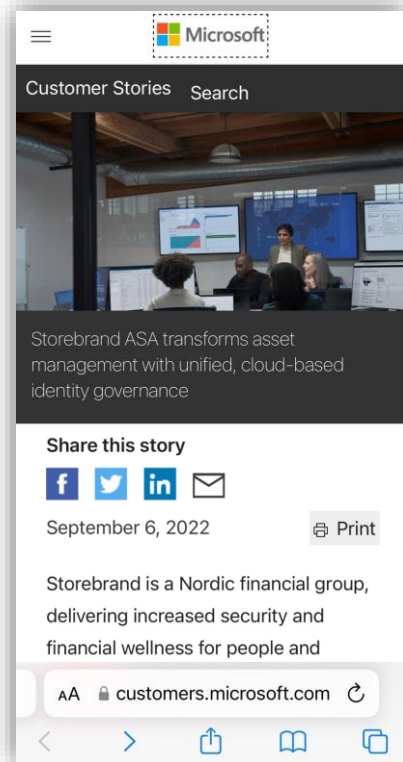 Microsoft
Customer Stories Search
Storebrand ASA transforms asset
management with unified, cloud-based
identity governance
Share this story
f in
September 6, 2022 Print
Storebrand is a Nordic financial group,
delivering increased security and
financial wellness for people and
AA customers.microsoft.com